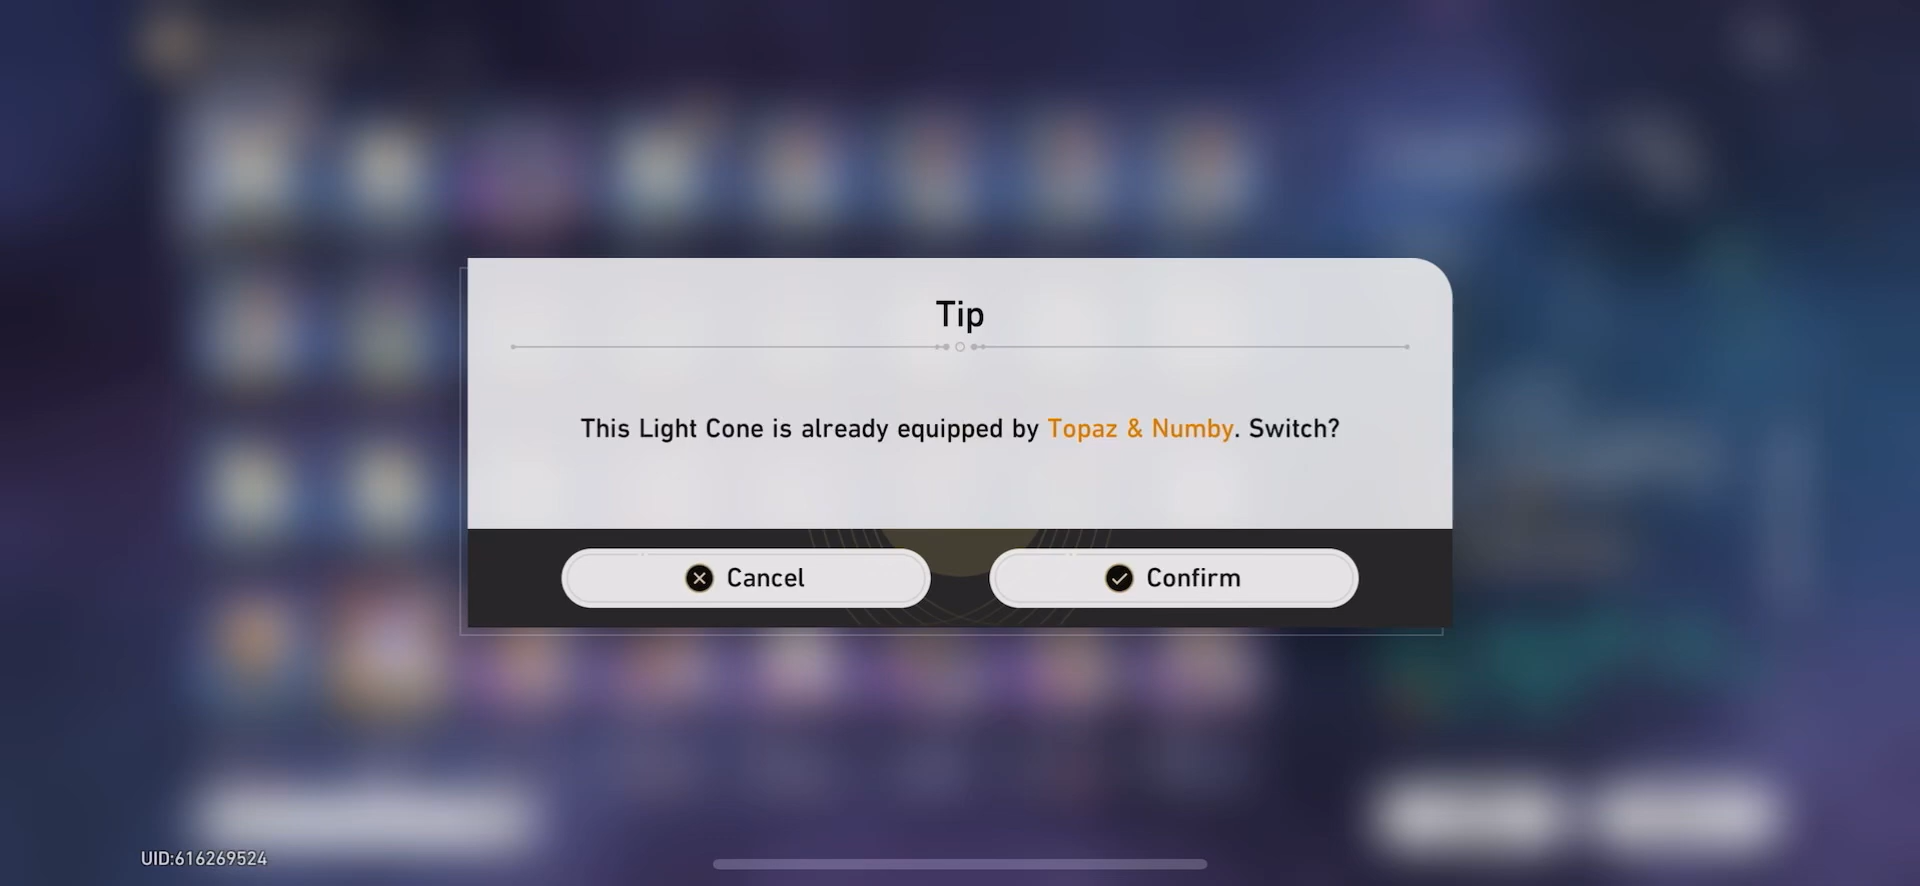 Tip
This Light Cone is already equipped by Topaz & Numby. Switch?
Cancel
Confirm
UID:616269524